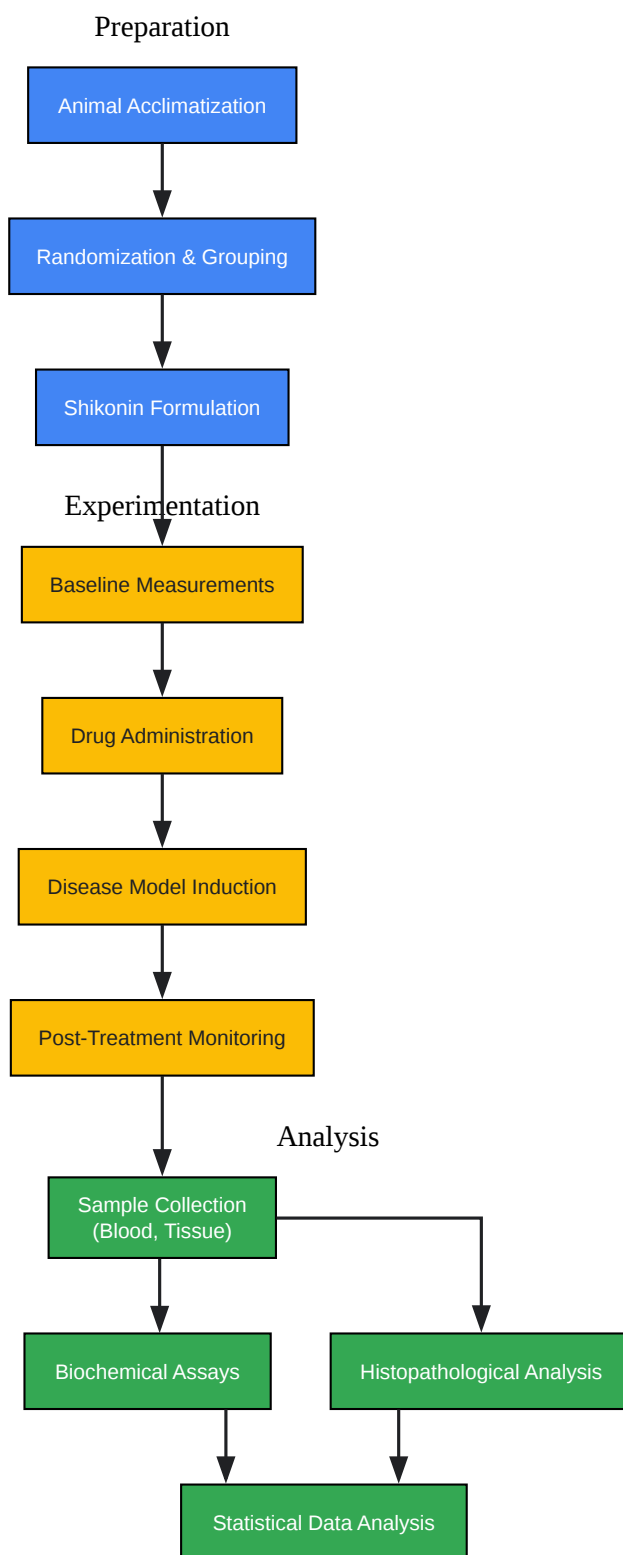 Preparation
Animal Acclimatization
Randomization & Grouping
Shikonin Formulation
Experimentation
Baseline Measurements
Drug Administration
Disease Model Induction
Post-Treatment Monitoring
Analysis
Sample Collection
(Blood, Tissue)
Biochemical Assays
Histopathological Analysis
Statistical Data Analysis